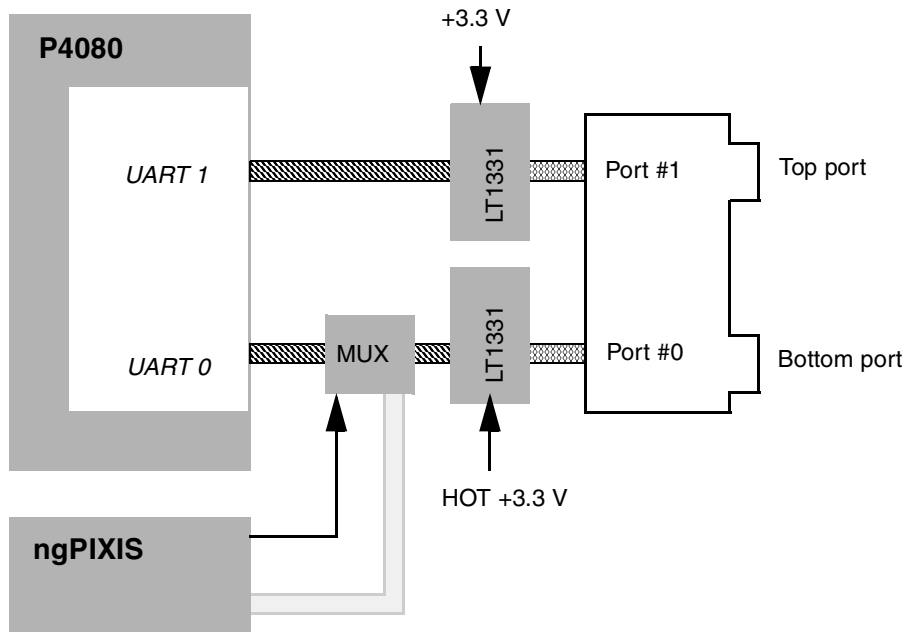 +3.3 V
P4080
UART 1
LT1331
Port #1
Top port
UART 0
MUX
LT1331
Port #0
Bottom port
HOT +3.3 V
ngPIXIS